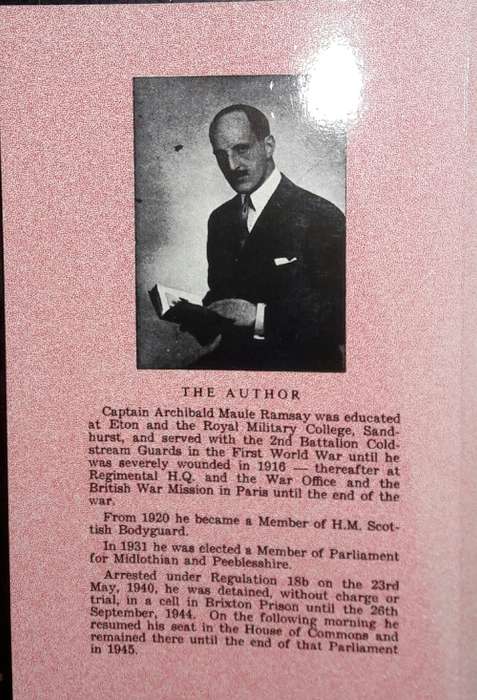 THE AUTHOR
Captain Archibald Maule Ramsay was educated
at Eton and the Royal Military College, Sand-
hurst, and served with the 2nd Battalion Cold-
stream Guards in the First World War until he
was severely wounded in 1916 — thereafter at
Regimental H.Q. and the War Office and the
British War Mission in Paris until the end of the
war.
From 1920 he became a Member of H.M. Scot-
tish Bodyguard.
In 1931 he was elected a Member of Parliament
for Midlothian and Peeblesshire.
Arrested under Regulation 18b on the 23rd
May, 1940, he was detained, without charge or
trial, in a cell in Brixton Prison until the 26th
September, 1944. On the following morning he
resumed his seat in the House of Commons and
remained there until the end of that Parliament
in 1945.